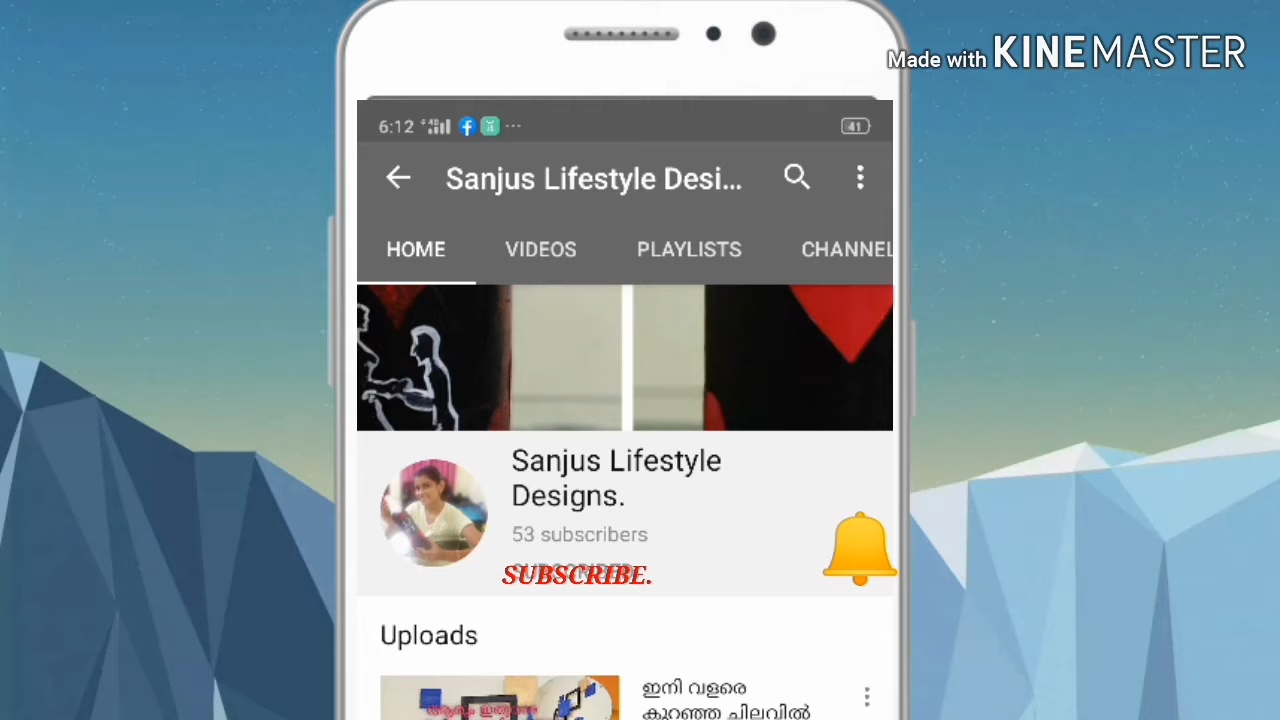 Made with KINEMASTER
6:12
41
Sanjus Lifestyle Desi...
HOME VIDEOS PLAYLISTS CHANNEL
Sanjus Lifestyle
Designs.
53 subscribers
SUBSCRIBE.
Uploads
ഇനി വളരെ
കുറഞ്ഞ ചിലവിൽ